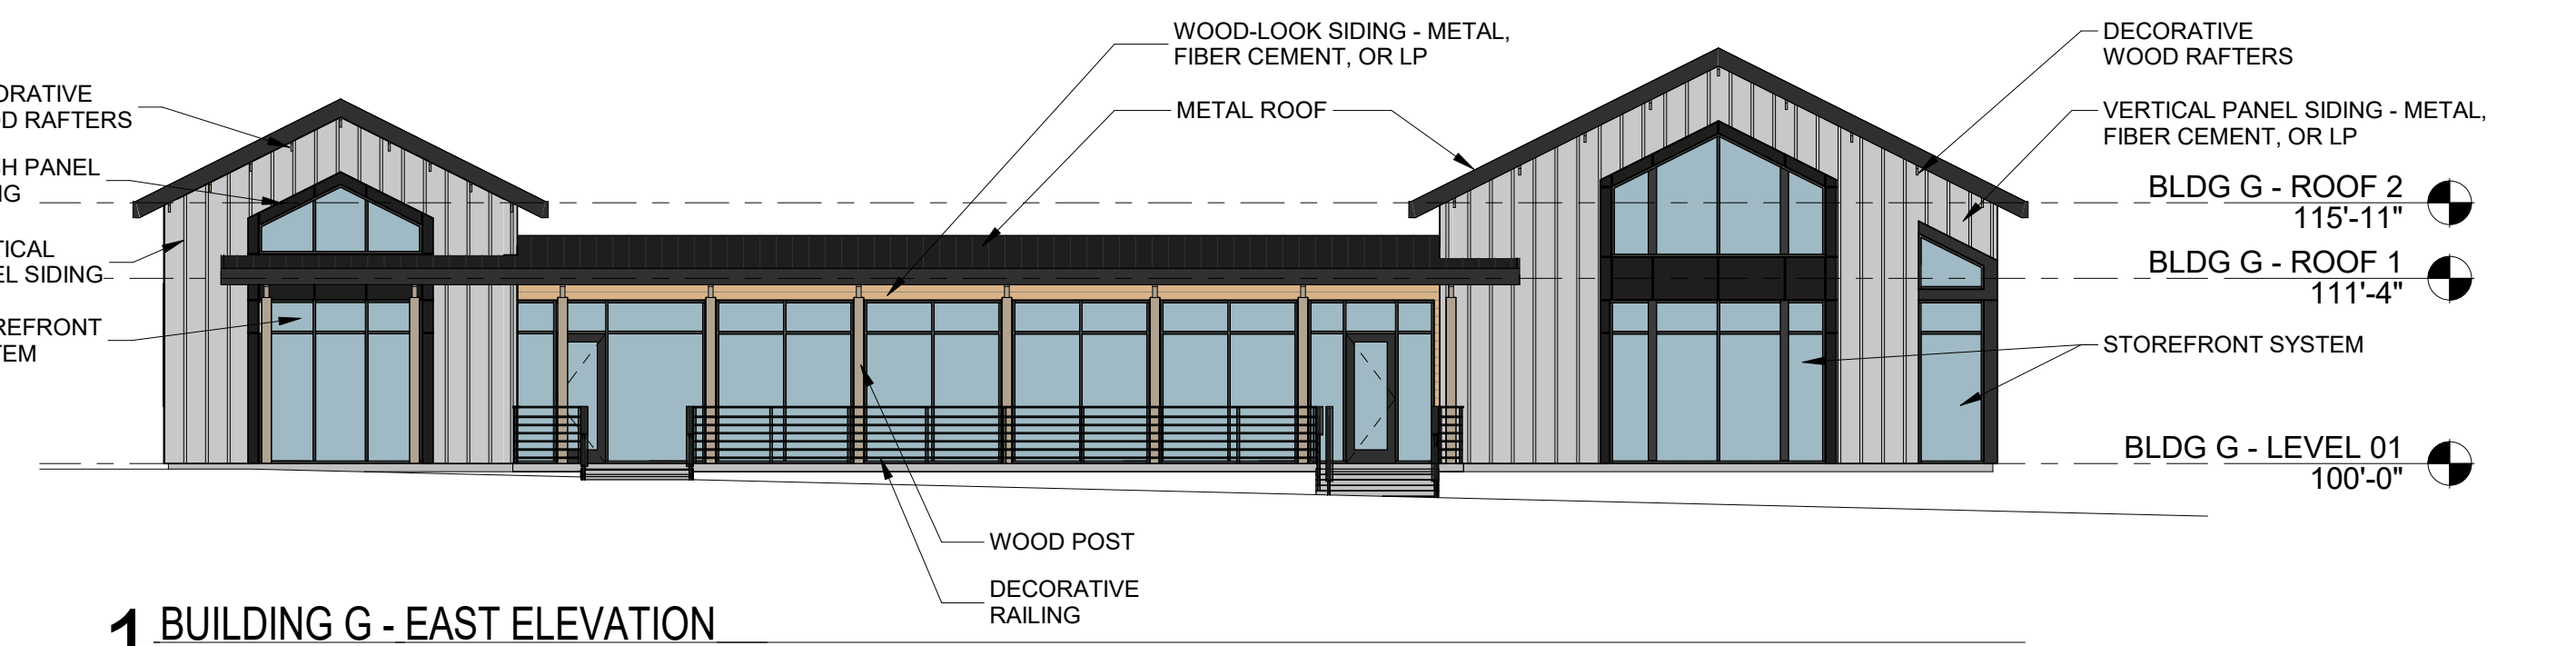 WOOD-LOOK SIDING - METAL,
FIBER CEMENT, OR LP
METAL ROOF
DECORATIVE
WOOD RAFTERS
VERTICAL PANEL SIDING - METAL,
FIBER CEMENT, OR LP
BLDG G - ROOF 2
115'-11"
BLDG G - ROOF 1
111'-4"
STOREFRONT SYSTEM
BLDG G - LEVEL 01
100'-0"
RAFTERS
PANEL
SIDING
WOOD POST
DECORATIVE
RAILING
1 BUILDING G - EAST ELEVATION